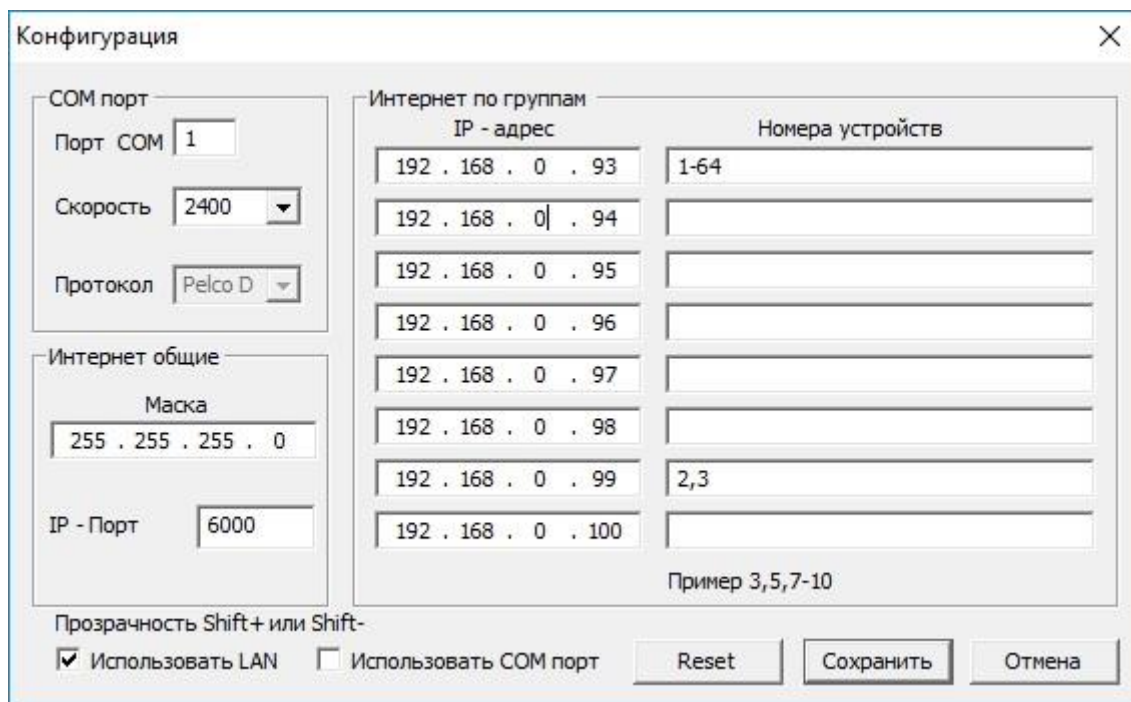 Конфигурация
COM порт
Порт COM 1
Скорость 2400
Протокол Pelco D
Интернет общие
Маска
255 . 255 . 255 . 0
IP - Порт 6000
Интернет по группам
IP - адрес Номера устройств
192 . 168 . 0 . 93 1-64
192 . 168 . 0 . 94
192 . 168 . 0 . 95
192 . 168 . 0 . 96
192 . 168 . 0 . 97
192 . 168 . 0 . 98
192 . 168 . 0 . 99 2,3
192 . 168 . 0 . 100
Пример 3,5,7-10
Прозрачность Shift+ или Shift-
Использовать LAN Использовать COM порт Reset Сохранить Отмена